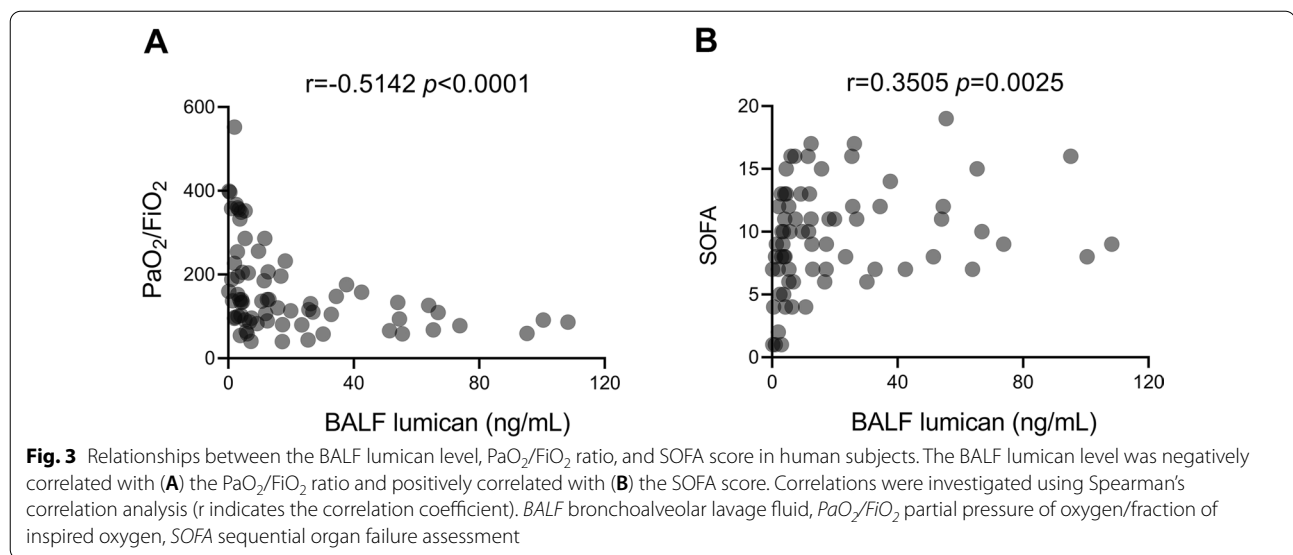 A
r=-0.5142 p<0.0001
600
400
200
0
PaO2/FiO2
0
40
80
120
BALF lumican (ng/mL)
B
r=0.3505 p=0.0025
20
15
10
5
0
SOFA
0
40
80
120
BALF lumican (ng/mL)
Fig. 3 Relationships between the BALF lumican level, PaO2/FiO2 ratio, and SOFA score in human subjects. The BALF lumican level was negatively
correlated with (A) the PaO2/FiO2 ratio and positively correlated with (B) the SOFA score. Correlations were investigated using Spearman's
correlation analysis (r indicates the correlation coefficient). BALF bronchoalveolar lavage fluid, PaO2/FiO2 partial pressure of oxygen/fraction of
inspired oxygen, SOFA sequential organ failure assessment